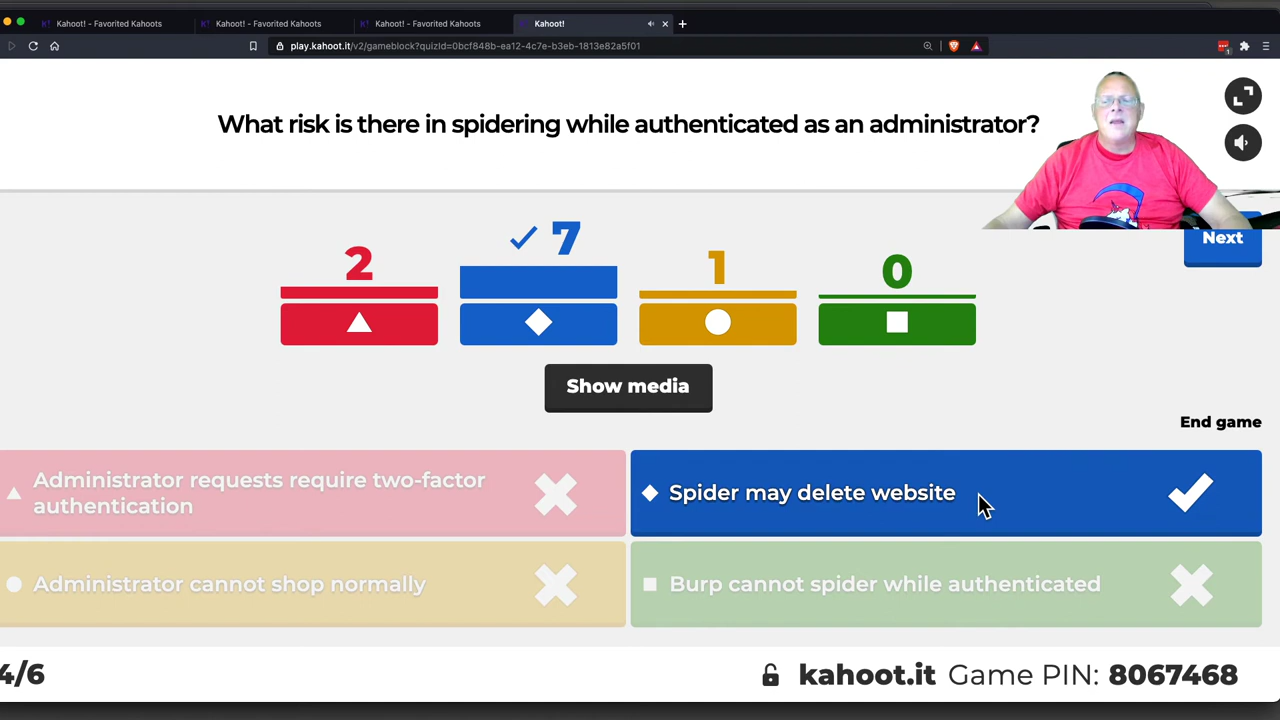 Kahoot! - Favorited Kahoots
Kahoot! - Favorited Kahoots
Kahoot! - Favorited Kahoots
Kahoot!
play.kahoot.it/v2/gameblock?quizId=0bcf848b-ea12-4c7e-b3eb-1813e82a5f01
What risk is there in spidering while authenticated as an administrator?
Next
2
7
1
0
Show media
End game
Administrator requests require two-factor
authentication
Spider may delete website
Administrator cannot shop normally
Burp cannot spider while authenticated
4/6
kahoot.it Game PIN: 8067468